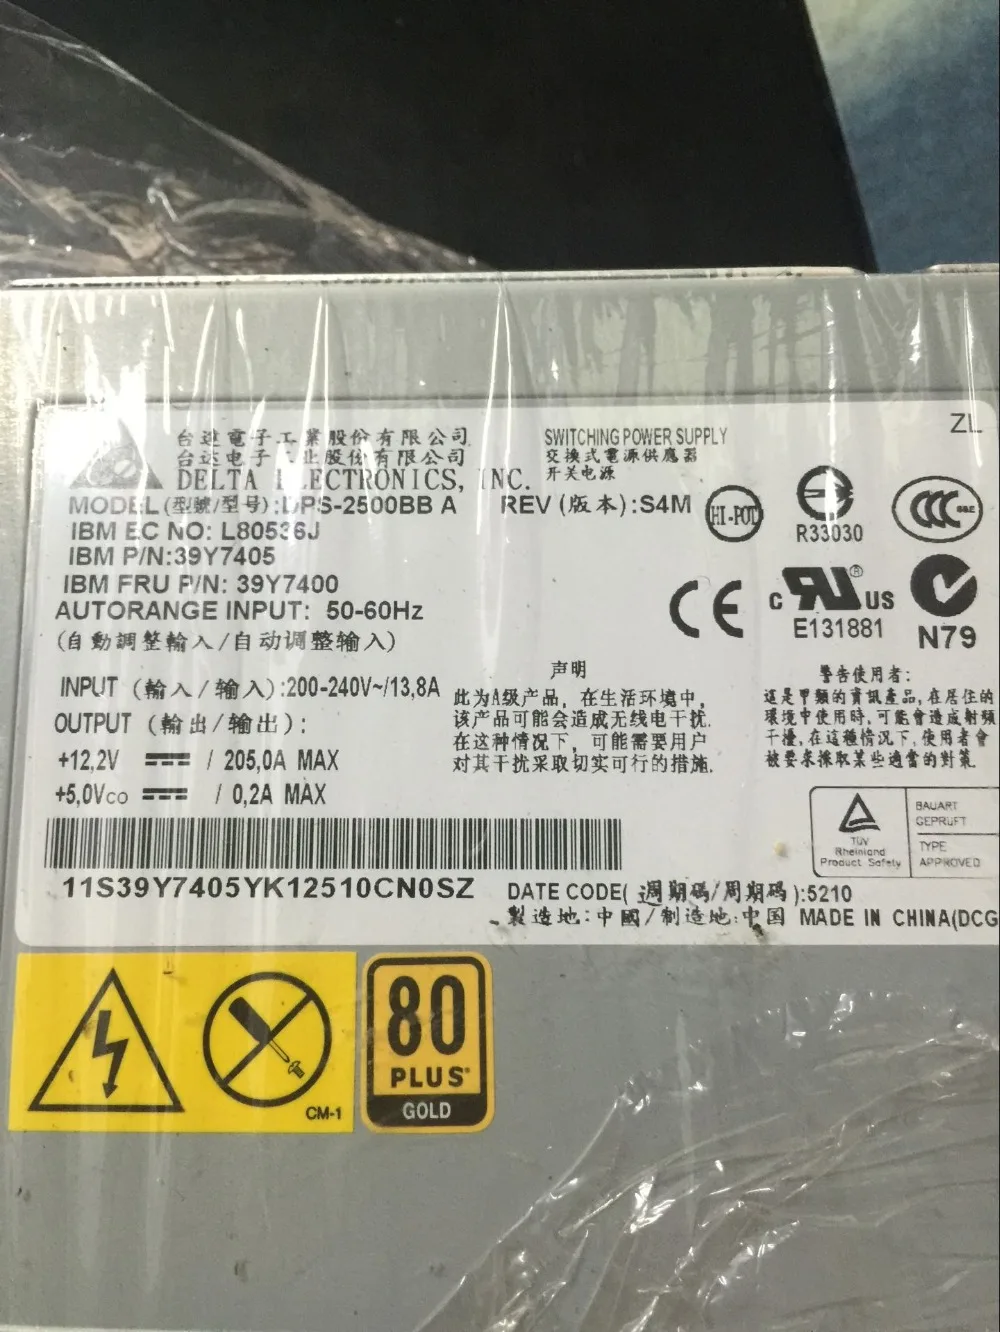 ZL
台達電子工業股份有限公司
台达电子工业股份有限公司
DELTA ELECTRONICS, INC.
SWITCHING POWER SUPPLY
交換式電源供應器
开关电源
MODEL(型號/型号):DPS-2500BB A
REV (版本):S4M
IBM EC NO: L80536J
IBM P/N:39Y7405
IBM FRU P/N: 39Y7400
AUTORANGE INPUT: 50-60Hz
(自動調整輸入/自动调整输入)
HI-POT
R33030
CCC
S&E
CE
c RU® US
E131881
N79
INPUT (輸入/输入):200-240V~/13,8A
OUTPUT (輸出/输出):
+12,2V / 205,0A MAX
+5,0Vco / 0,2A MAX
声明
此为A级产品, 在生活环境中,
该产品可能会造成无线电干扰.
在这种情况下, 可能需要用户
对其干扰采取切实可行的措施.
警告使用者:
這是甲類的資訊產品,在居住的
環境中使用時,可能會造成射頻
干擾,在這種情況下,使用者會
被要求採取某些適當的對策
TÜV
Rheinland
Product Safety
BAUART
GEPRÜFT
TYPE
APPROVED
11S39Y7405YK12510CN0SZ
DATE CODE(週期碼/周期码):5210
製造地:中國/制造地:中国 MADE IN CHINA(DCG
CM-1
80
PLUS
GOLD